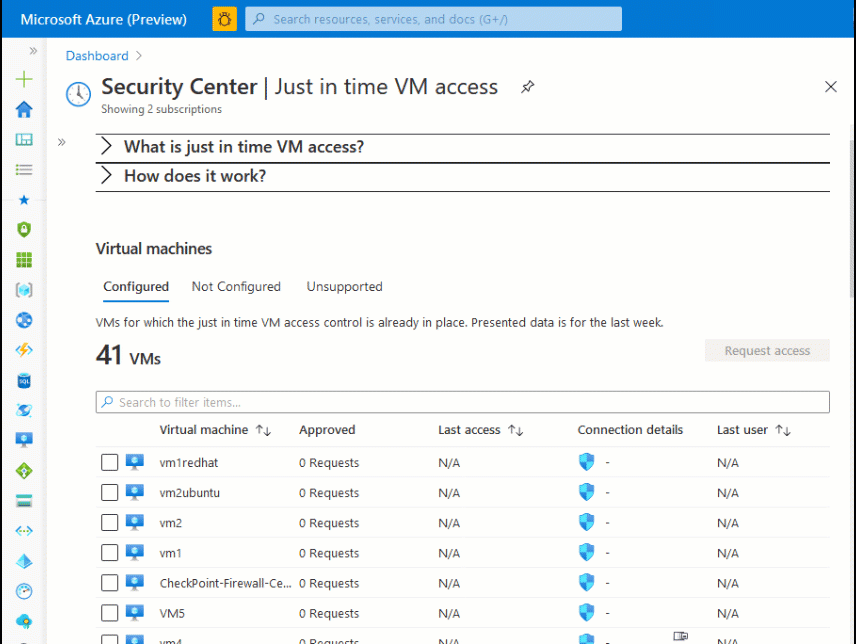 Microsoft Azure (Preview)
Search resources, services, and docs (G+/)
Dashboard
Security Center | Just in time VM access
Showing 2 subscriptions
What is just in time VM access?
How does it work?
Virtual machines
Configured Not Configured Unsupported
VMs for which the just in time VM access control is already in place. Presented data is for the last week.
41 VMs
Request access
Search to filter items...
Virtual machine Approved Last access Connection details Last user
vm1redhat 0 Requests N/A - N/A
vm2ubuntu 0 Requests N/A - N/A
vm2 0 Requests N/A - N/A
vm1 0 Requests N/A - N/A
CheckPoint-Firewall-Ce... 0 Requests N/A - N/A
VM5 0 Requests N/A - N/A
vm4 0 Requests N/A N/A
SQL